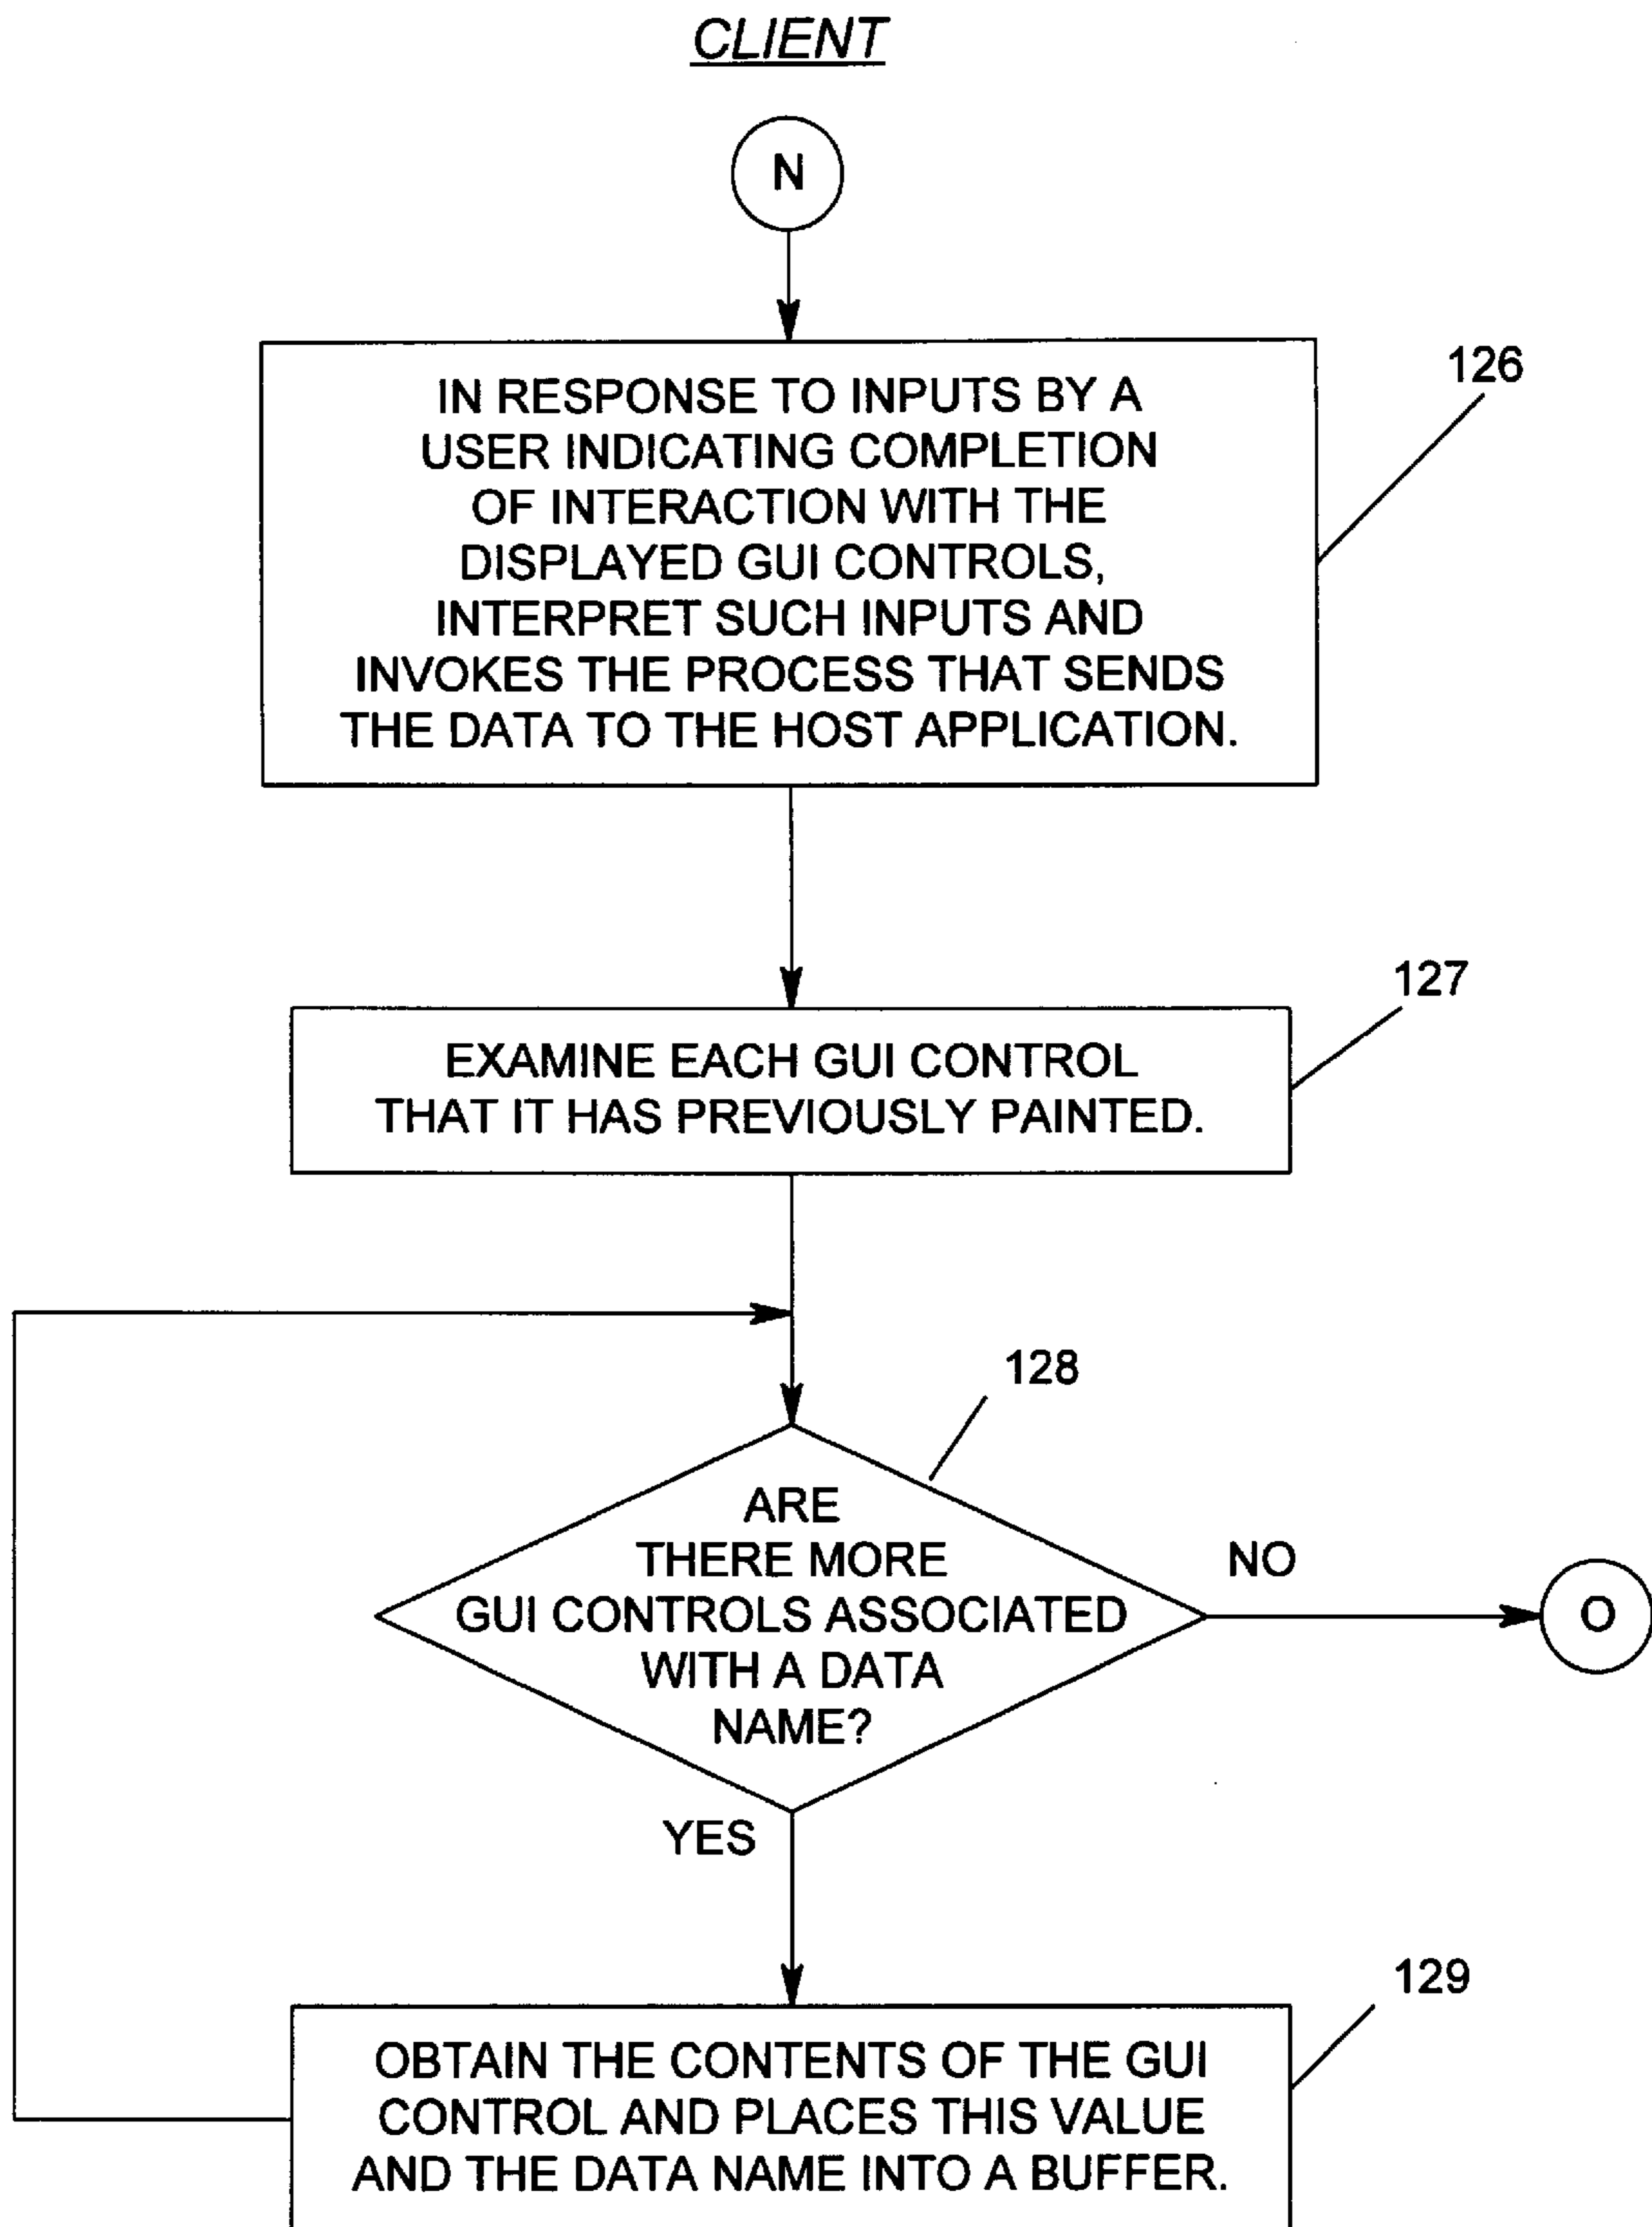 CLIENT
N
IN RESPONSE TO INPUTS BY A
USER INDICATING COMPLETION
OF INTERACTION WITH THE
DISPLAYED GUI CONTROLS,
INTERPRET SUCH INPUTS AND
INVOKES THE PROCESS THAT SENDS
THE DATA TO THE HOST APPLICATION.
126
EXAMINE EACH GUI CONTROL
THAT IT HAS PREVIOUSLY PAINTED.
127
ARE
THERE MORE
GUI CONTROLS ASSOCIATED
WITH A DATA
NAME?
128
NO
O
YES
OBTAIN THE CONTENTS OF THE GUI
CONTROL AND PLACES THIS VALUE
AND THE DATA NAME INTO A BUFFER.
129